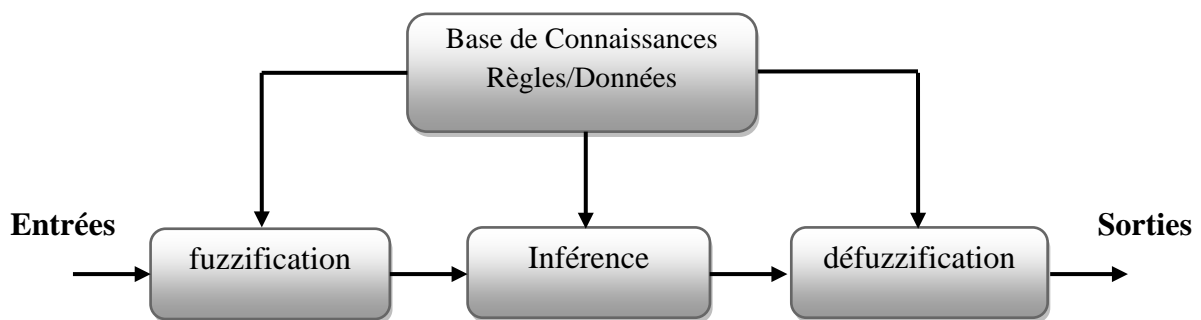 Base de Connaissances
Règles/Données
Entrées
Sorties
fuzzification
Inférence
défuzzification